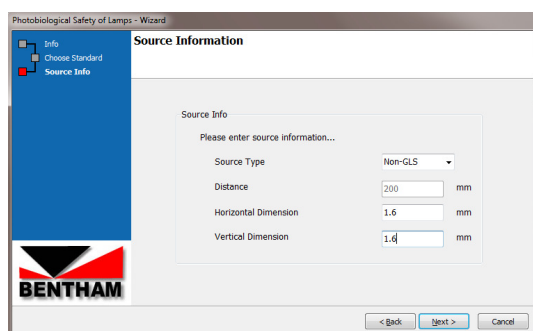 Photobiological Safety of Lamps - Wizard
Info
Choose Standard
Source Info
Source Information
Source Info
Please enter source information...
Source Type Non-GLS
Distance 200 mm
Horizontal Dimension 1.6 mm
Vertical Dimension 1.6 mm
BENTHAM
< Back Next > Cancel